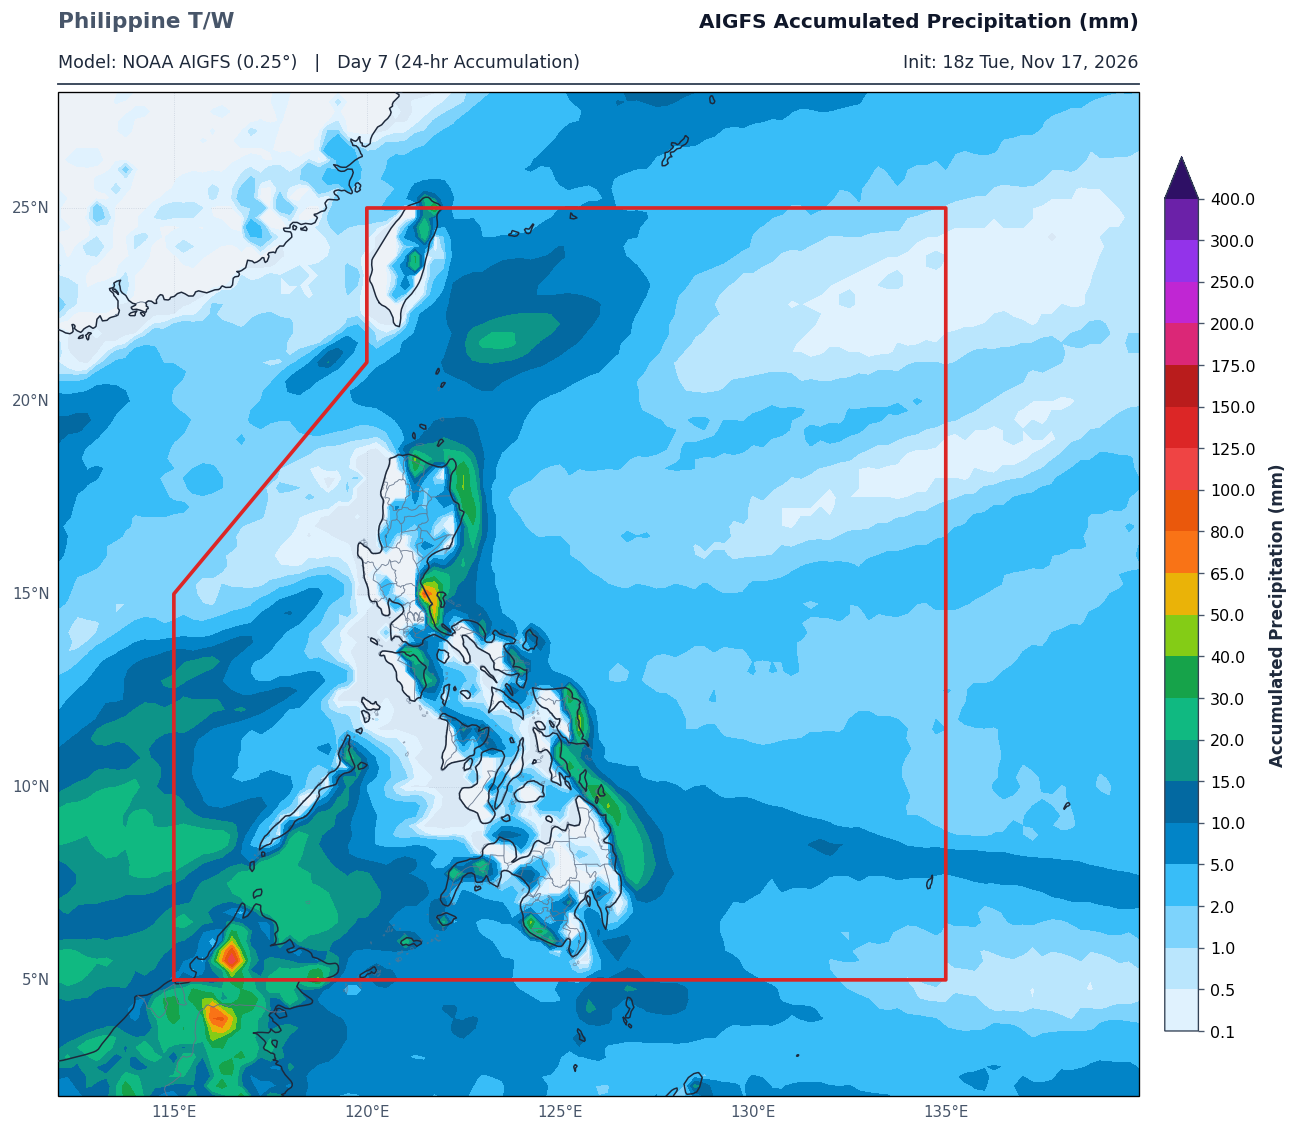 Philippine T/W
AIGFS Accumulated Precipitation (mm)
Model: NOAA AIGFS (0.25°) | Day 7 (24-hr Accumulation)
Init: 18z Tue, Nov 17, 2026
25°N
20°N
15°N
10°N
5°N
115°E
120°E
125°E
130°E
135°E
400.0
300.0
250.0
200.0
175.0
150.0
125.0
100.0
80.0
65.0
50.0
40.0
30.0
20.0
15.0
10.0
5.0
2.0
1.0
0.5
0.1
Accumulated Precipitation (mm)